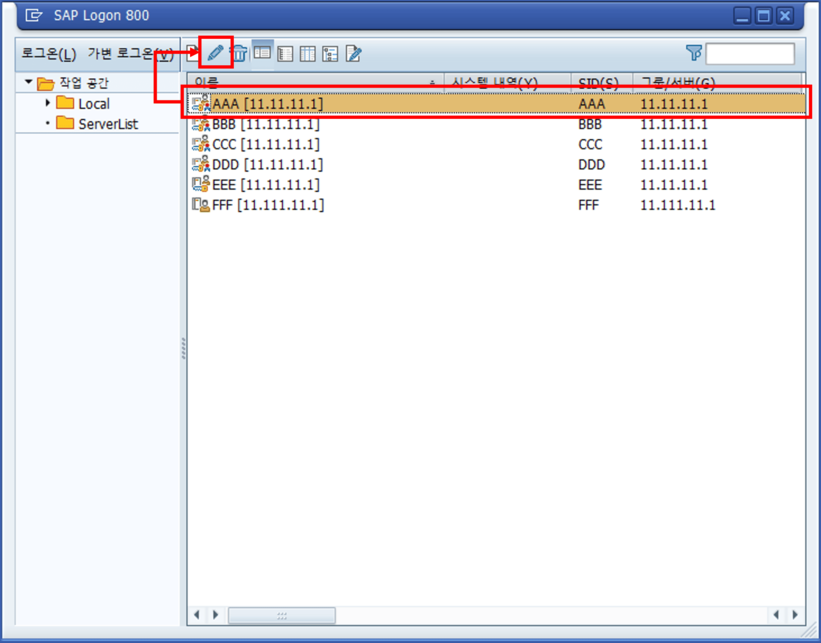 SAP Logon 800
로그온(L) 가변 로그온(V)
작업 공간
Local
ServerList
이름 시스템 내역(Y) SID(S) 그룹/서버(G)
AAA [11.11.11.1] AAA 11.11.11.1
BBB [11.11.11.1] BBB 11.11.11.1
CCC [11.11.11.1] CCC 11.11.11.1
DDD [11.11.11.1] DDD 11.11.11.1
EEE [11.11.11.1] EEE 11.11.11.1
FFF [11.111.11.1] FFF 11.111.11.1